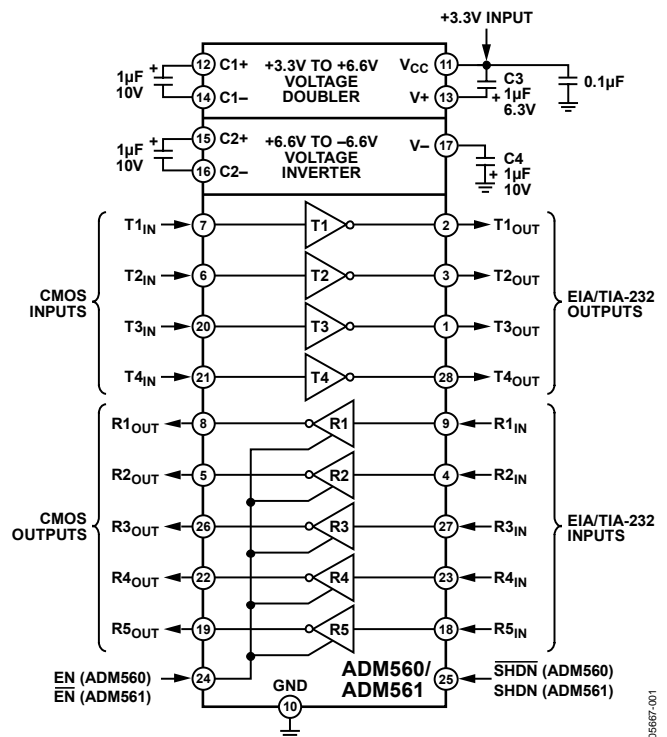 +3.3V INPUT
12 C1+ +3.3V TO +6.6V VCC 11
1µF + 10V
VOLTAGE
14 C1– DOUBLER V+ 13
C3
+ 1µF
6.3V
0.1µF
15 C2+ +6.6V TO –6.6V V– 17
1µF + 10V
VOLTAGE
16 C2– INVERTER
C4
+ 1µF
10V
T1IN 7 T1 2 T1OUT
T2IN 6 T2 3 T2OUT
CMOS
INPUTS
EIA/TIA-232
OUTPUTS
T3IN 20 T3 1 T3OUT
T4IN 21 T4 28 T4OUT
R1OUT 8 R1 9 R1IN
R2OUT 5 R2 4 R2IN
CMOS
OUTPUTS
R3OUT 26 R3 27 R3IN
EIA/TIA-232
INPUTS
R4OUT 22 R4 23 R4IN
R5OUT 19 R5 18 R5IN
EN (ADM560)
E̅N̅ (ADM561)
24
GND
10
ADM560/
ADM561
25
S̅H̅D̅N̅ (ADM560)
SHDN (ADM561)
05667-001